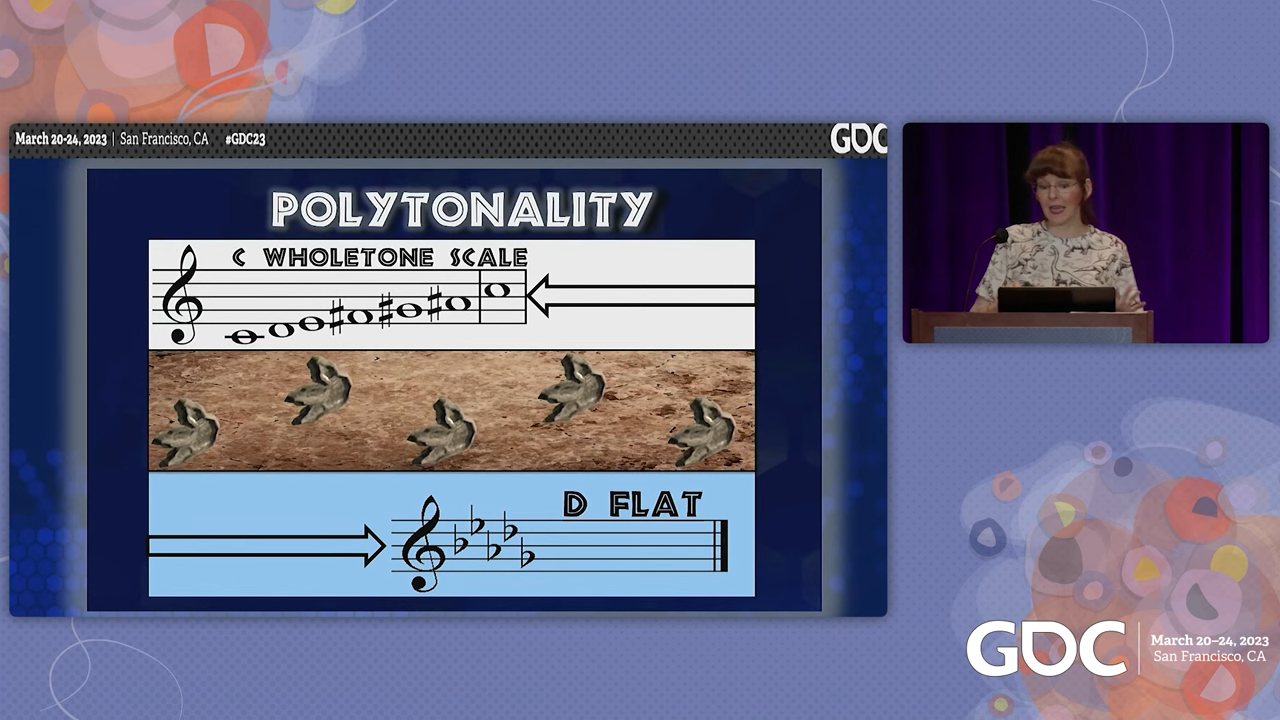 March 20-24, 2023 | San Francisco, CA #GDC23
GDC
POLYTONALITY
C WHOLETONE SCALE
D FLAT
GDC
March 20–24, 2023
San Francisco, CA